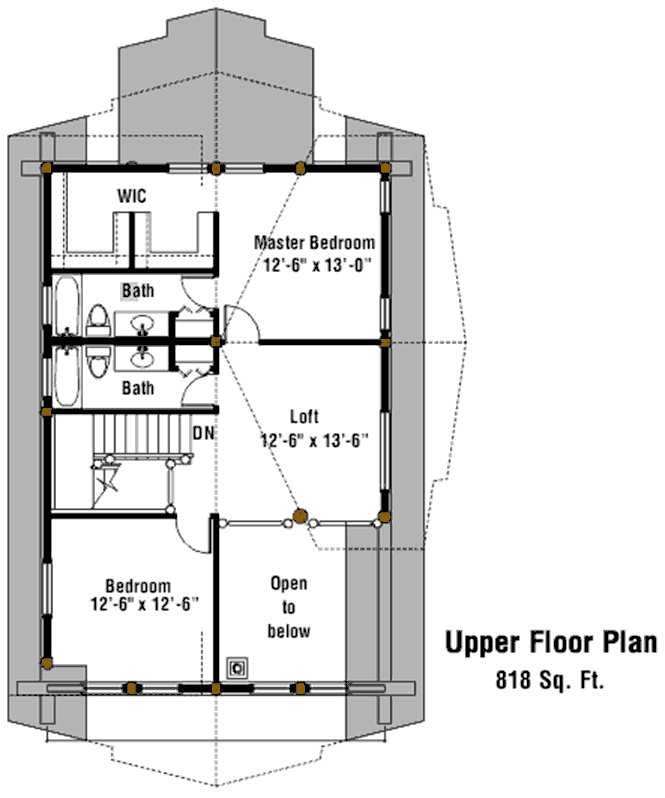 WIC
Master Bedroom
12'-6" x 13'-0"
Bath
Bath
Loft
12'-6" x 13'-6"
DN
Bedroom
12'-6" x 12'-6"
Open
to
below
Upper Floor Plan
818 Sq. Ft.